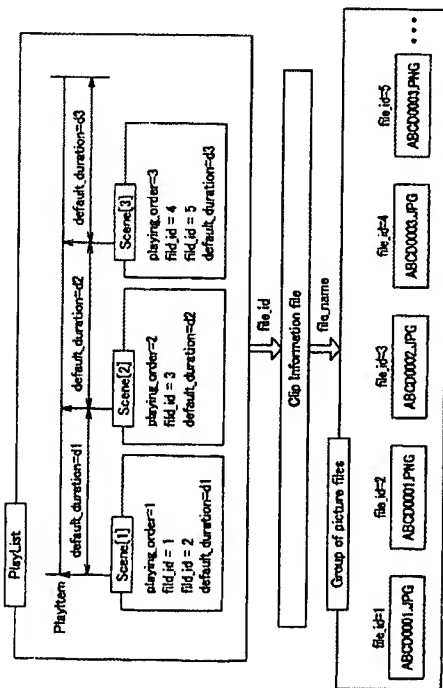 PlayList
PlayItem
default_duration=d1
default_duration=d2
default_duration=d3
Scene[1]
playing_order=1
fild_id = 1
fild_id = 2
default_duration=d1
Scene[2]
playing_order=2
fild_id = 3
default_duration=d2
Scene[3]
playing_order=3
fild_id = 4
fild_id = 5
default_duration=d3
file_id
Clip Information file
file_name
Group of picture files
file_id=1
ABCD0001.JPG
file_id=2
ABCD0001.PNG
file_id=3
ABCD0002.JPG
file_id=4
ABCD0003.JPG
file_id=5
ABCD0003.PNG
• • •